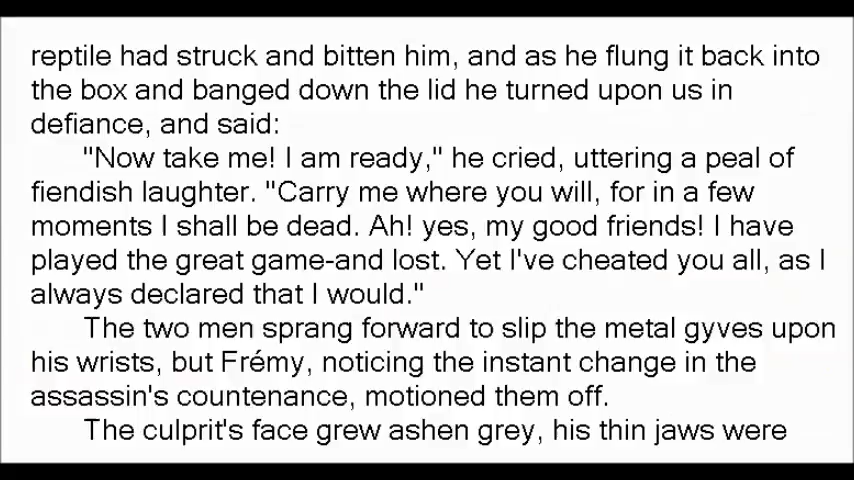 reptile had struck and bitten him, and as he flung it back into
the box and banged down the lid he turned upon us in
defiance, and said:
"Now take me! I am ready," he cried, uttering a peal of
fiendish laughter. "Carry me where you will, for in a few
moments I shall be dead. Ah! yes, my good friends! I have
played the great game-and lost. Yet I've cheated you all, as I
always declared that I would."
The two men sprang forward to slip the metal gyves upon
his wrists, but Frémy, noticing the instant change in the
assassin's countenance, motioned them off.
The culprit's face grew ashen grey, his thin jaws were